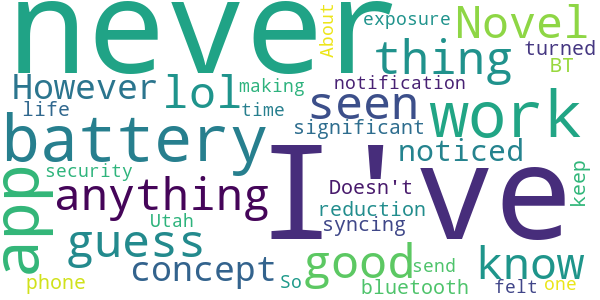 never
About
exposure
Novel
thing
turned
BT
However
lol
making
notification
life
time
seen
work
battery
significant
noticed
I've
app
security
anything
Doesn't
keep
Utah
reduction
guess
syncing
good
know
concept
So
send
phone
bluetooth
felt
one